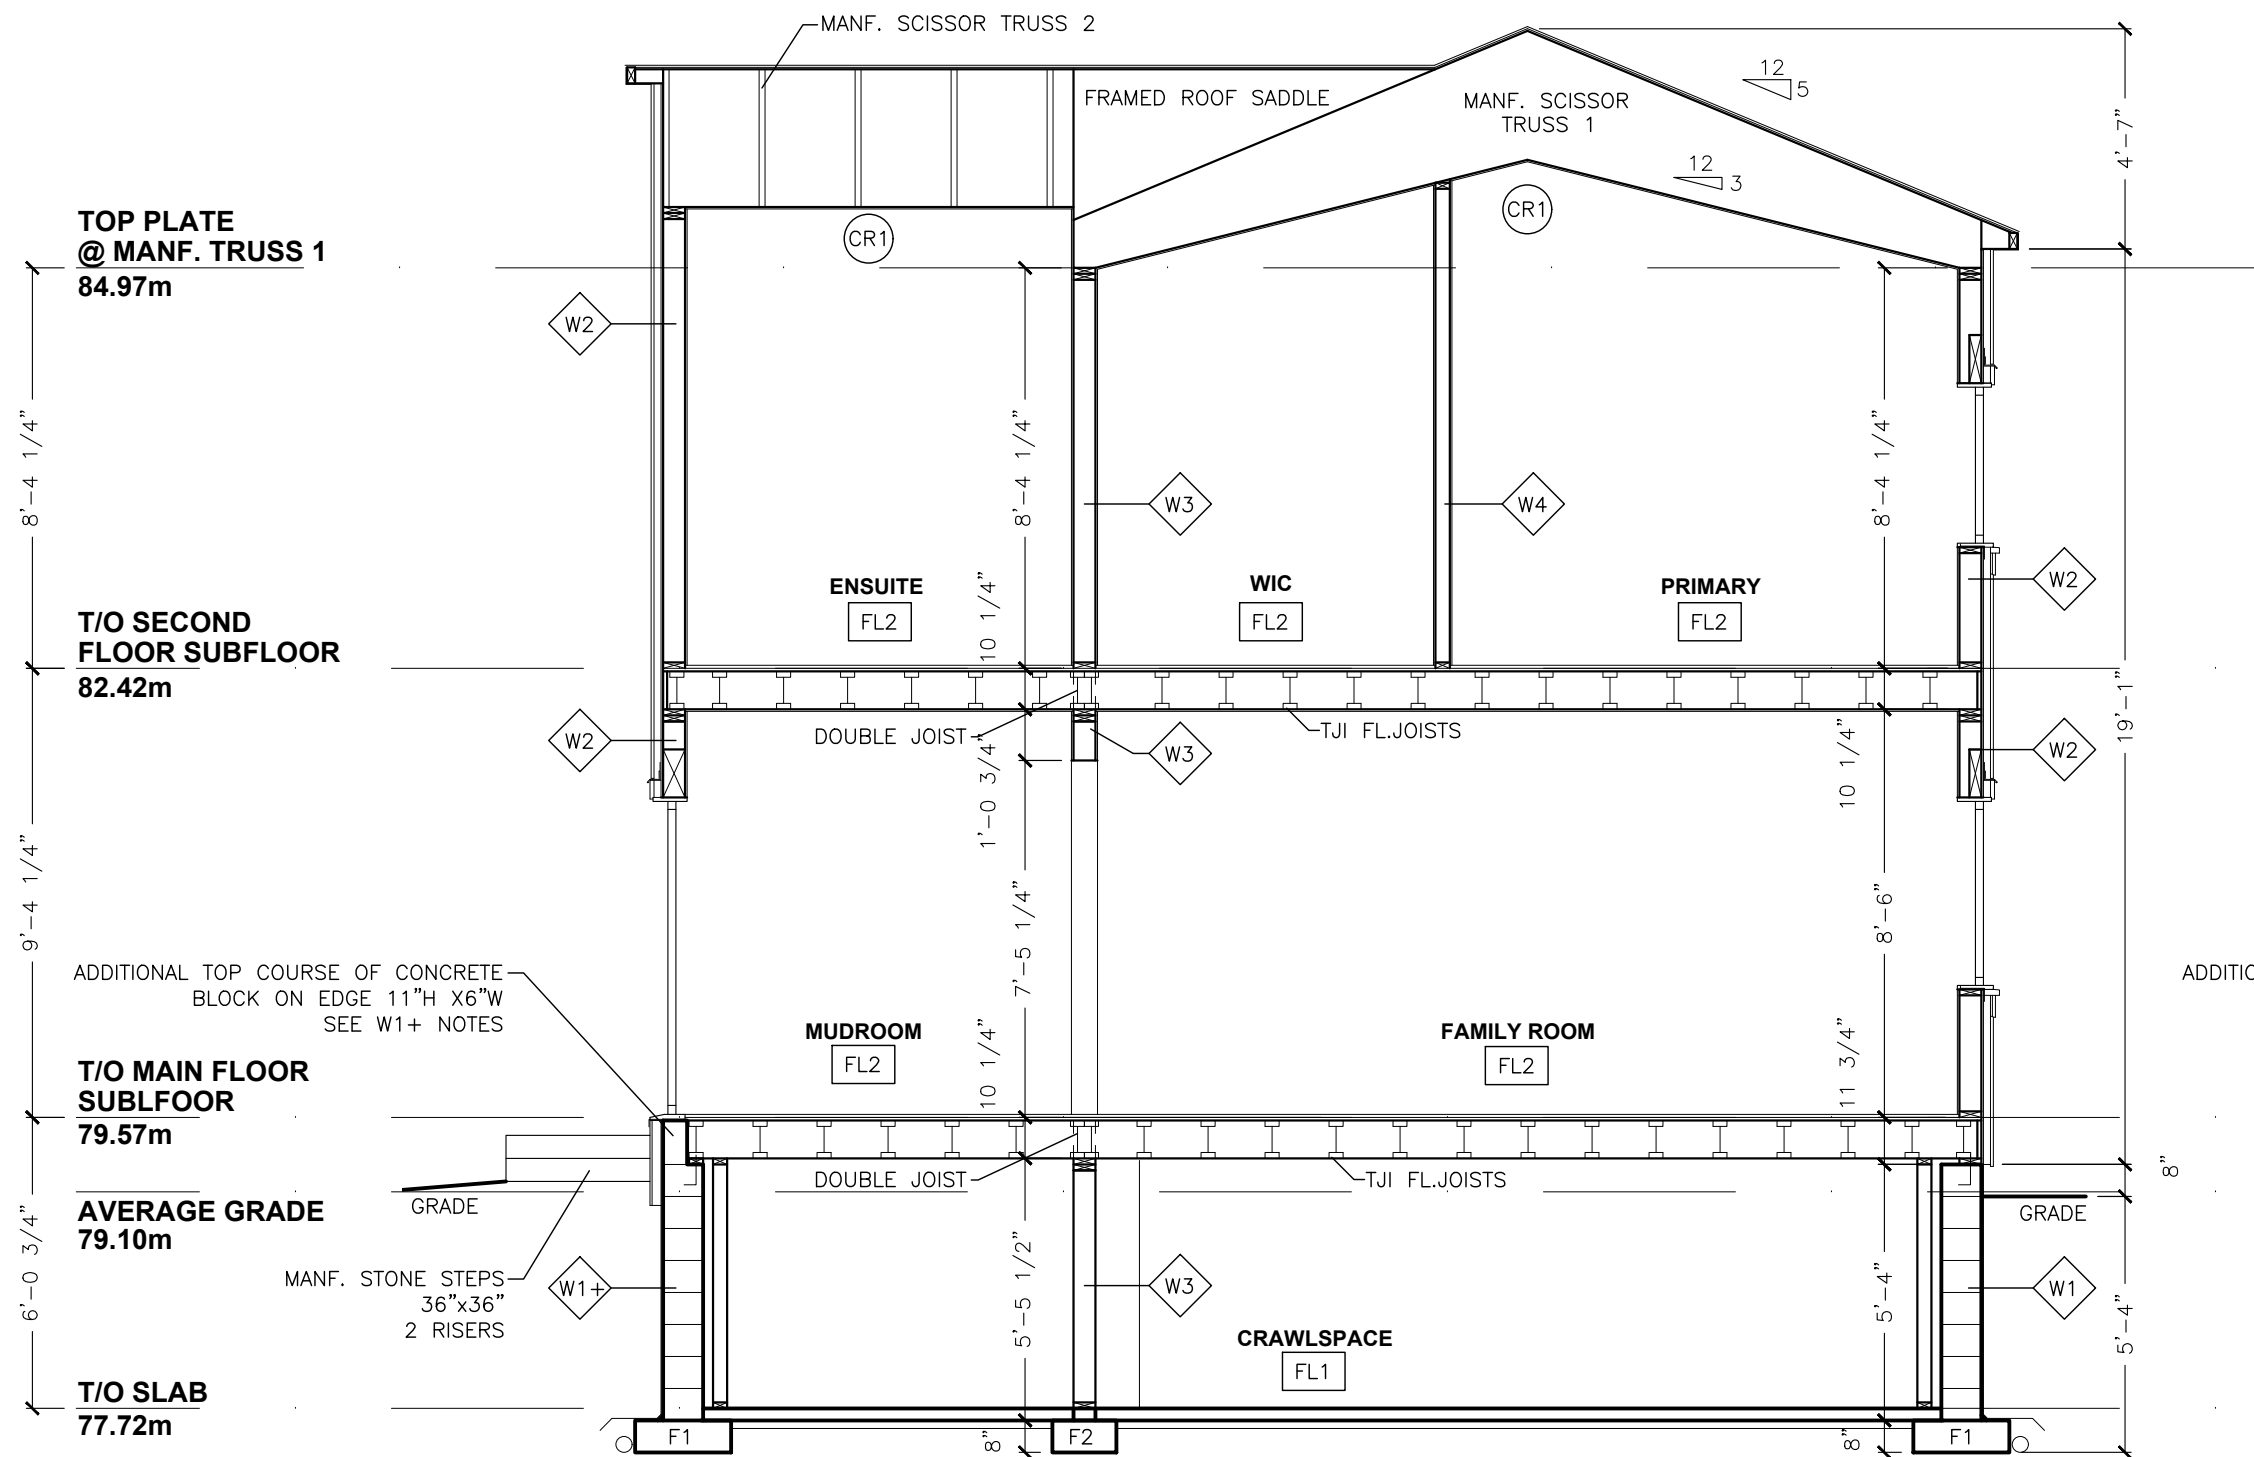 MANF. SCISSOR TRUSS 2
FRAMED ROOF SADDLE
MANF. SCISSOR
TRUSS 1
12
5
12
3
4'-7"
TOP PLATE
@ MANF. TRUSS 1
84.97m
CR1
CR1
W2
8'-4 1/4"
8'-4 1/4"
8'-4 1/4"
W3
W4
W2
ENSUITE
FL2
10 1/4"
WIC
FL2
PRIMARY
FL2
T/O SECOND
FLOOR SUBFLOOR
82.42m
W2
DOUBLE JOIST
W3
TJI FL.JOISTS
W2
19'-1"
1'-0 3/4"
10 1/4"
9'-4 1/4"
7'-5 1/4"
8'-6"
ADDITIONAL TOP COURSE OF CONCRETE
BLOCK ON EDGE 11"H X6"W
SEE W1+ NOTES
ADDITIO
MUDROOM
FL2
10 1/4"
FAMILY ROOM
FL2
11 3/4"
T/O MAIN FLOOR
SUBLFOOR
79.57m
DOUBLE JOIST
TJI FL.JOISTS
8"
GRADE
GRADE
AVERAGE GRADE
79.10m
6'-0 3/4"
MANF. STONE STEPS
36"x36"
2 RISERS
W1+
5'-5 1/2"
W3
5'-4"
W1
5'-4"
CRAWLSPACE
FL1
T/O SLAB
77.72m
F1
8"
F2
8"
F1